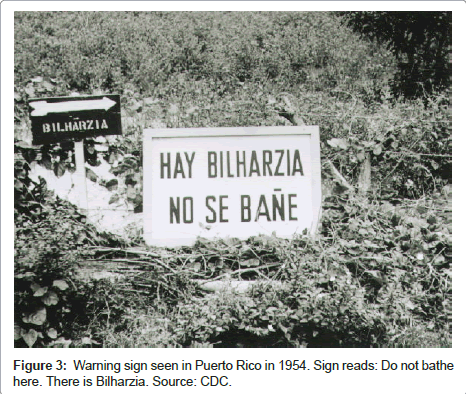 BILHARZIA
HAY BILHARZIA
NO SE BAÑE
Figure 3: Warning sign seen in Puerto Rico in 1954. Sign reads: Do not bathe
here. There is Bilharzia. Source: CDC.